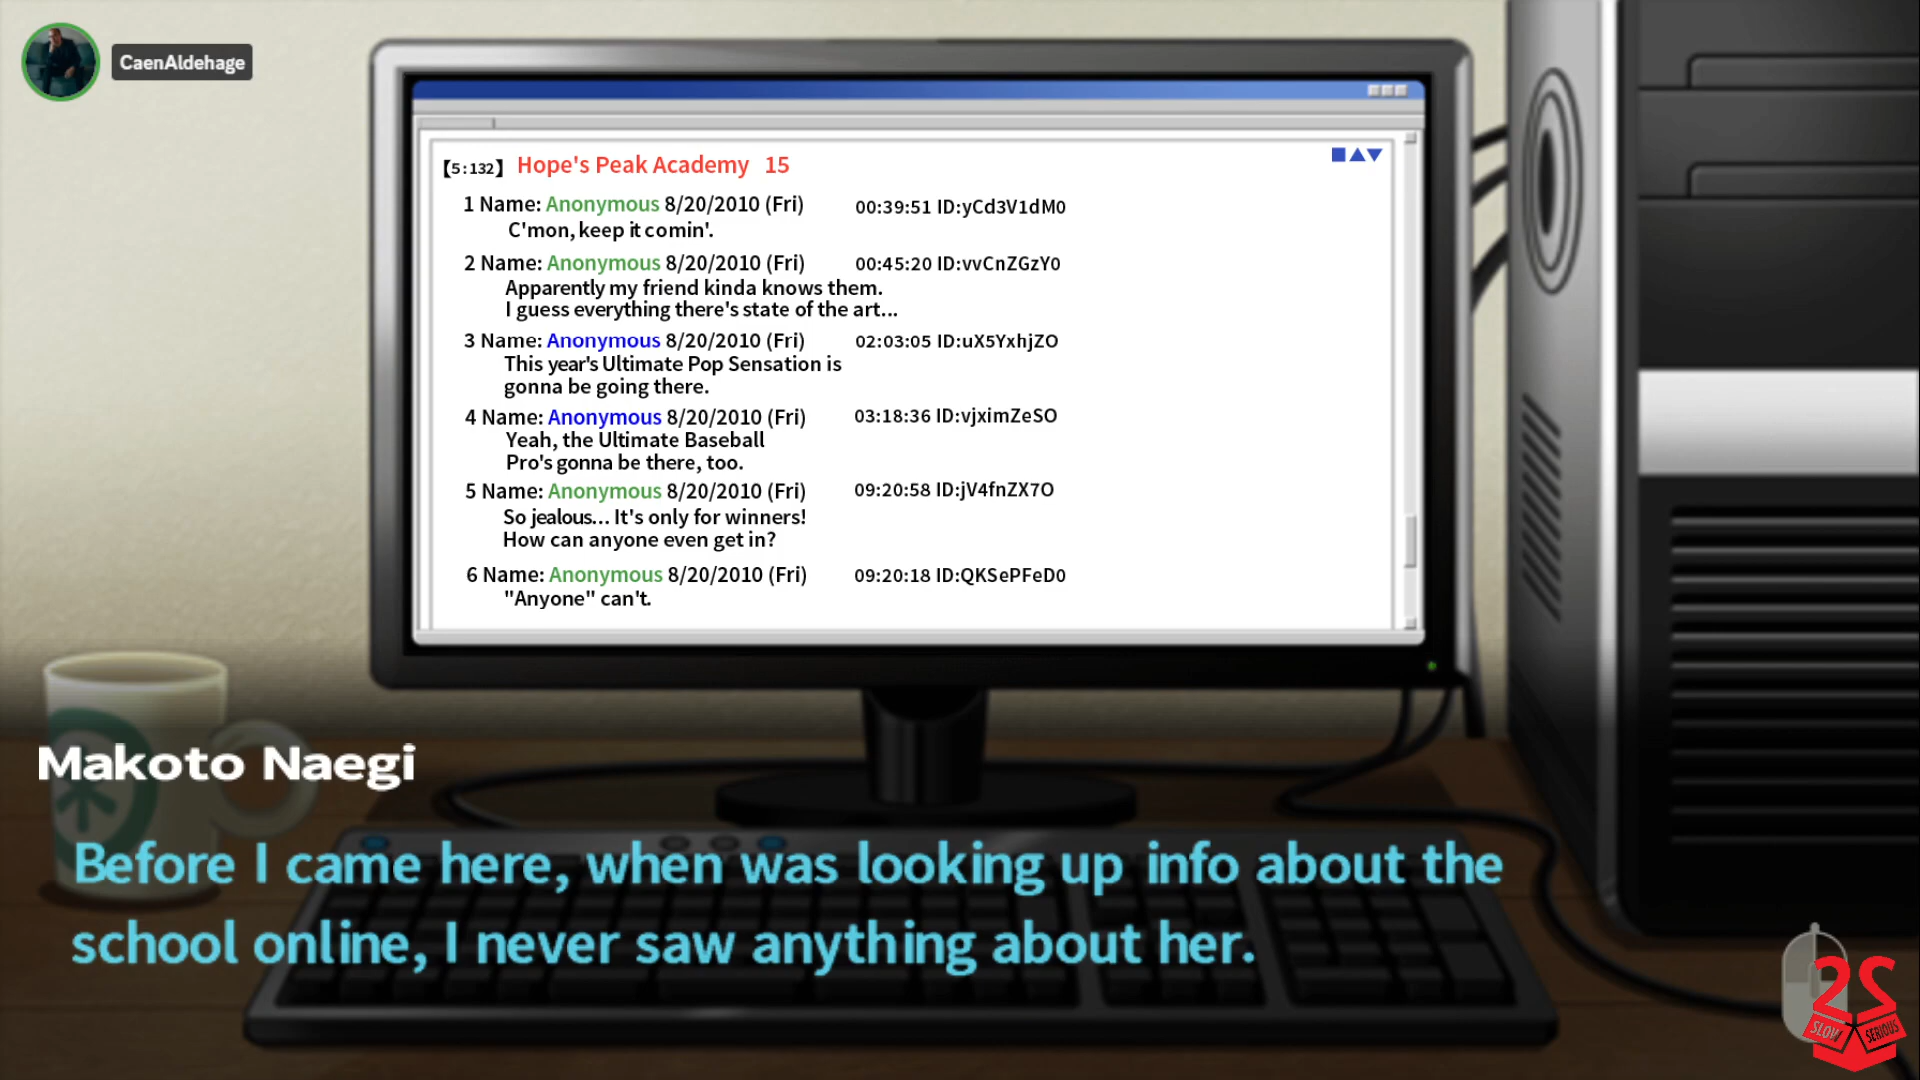 CaenAldehage
【5:132】 Hope's Peak Academy 15
1 Name: Anonymous 8/20/2010 (Fri) 00:39:51 ID:yCd3V1dM0
C'mon, keep it comin'.
2 Name: Anonymous 8/20/2010 (Fri) 00:45:20 ID:vvCnZGzY0
Apparently my friend kinda knows them.
I guess everything there's state of the art...
3 Name: Anonymous 8/20/2010 (Fri) 02:03:05 ID:uX5YxhjZO
This year's Ultimate Pop Sensation is
gonna be going there.
4 Name: Anonymous 8/20/2010 (Fri) 03:18:36 ID:vjximZeSO
Yeah, the Ultimate Baseball
Pro's gonna be there, too.
5 Name: Anonymous 8/20/2010 (Fri) 09:20:58 ID:jV4fnZX7O
So jealous... It's only for winners!
How can anyone even get in?
6 Name: Anonymous 8/20/2010 (Fri) 09:20:18 ID:QKSePFeD0
"Anyone" can't.
Makoto Naegi
Before I came here, when was looking up info about the
school online, I never saw anything about her.
2S
SLOW SERIOUS